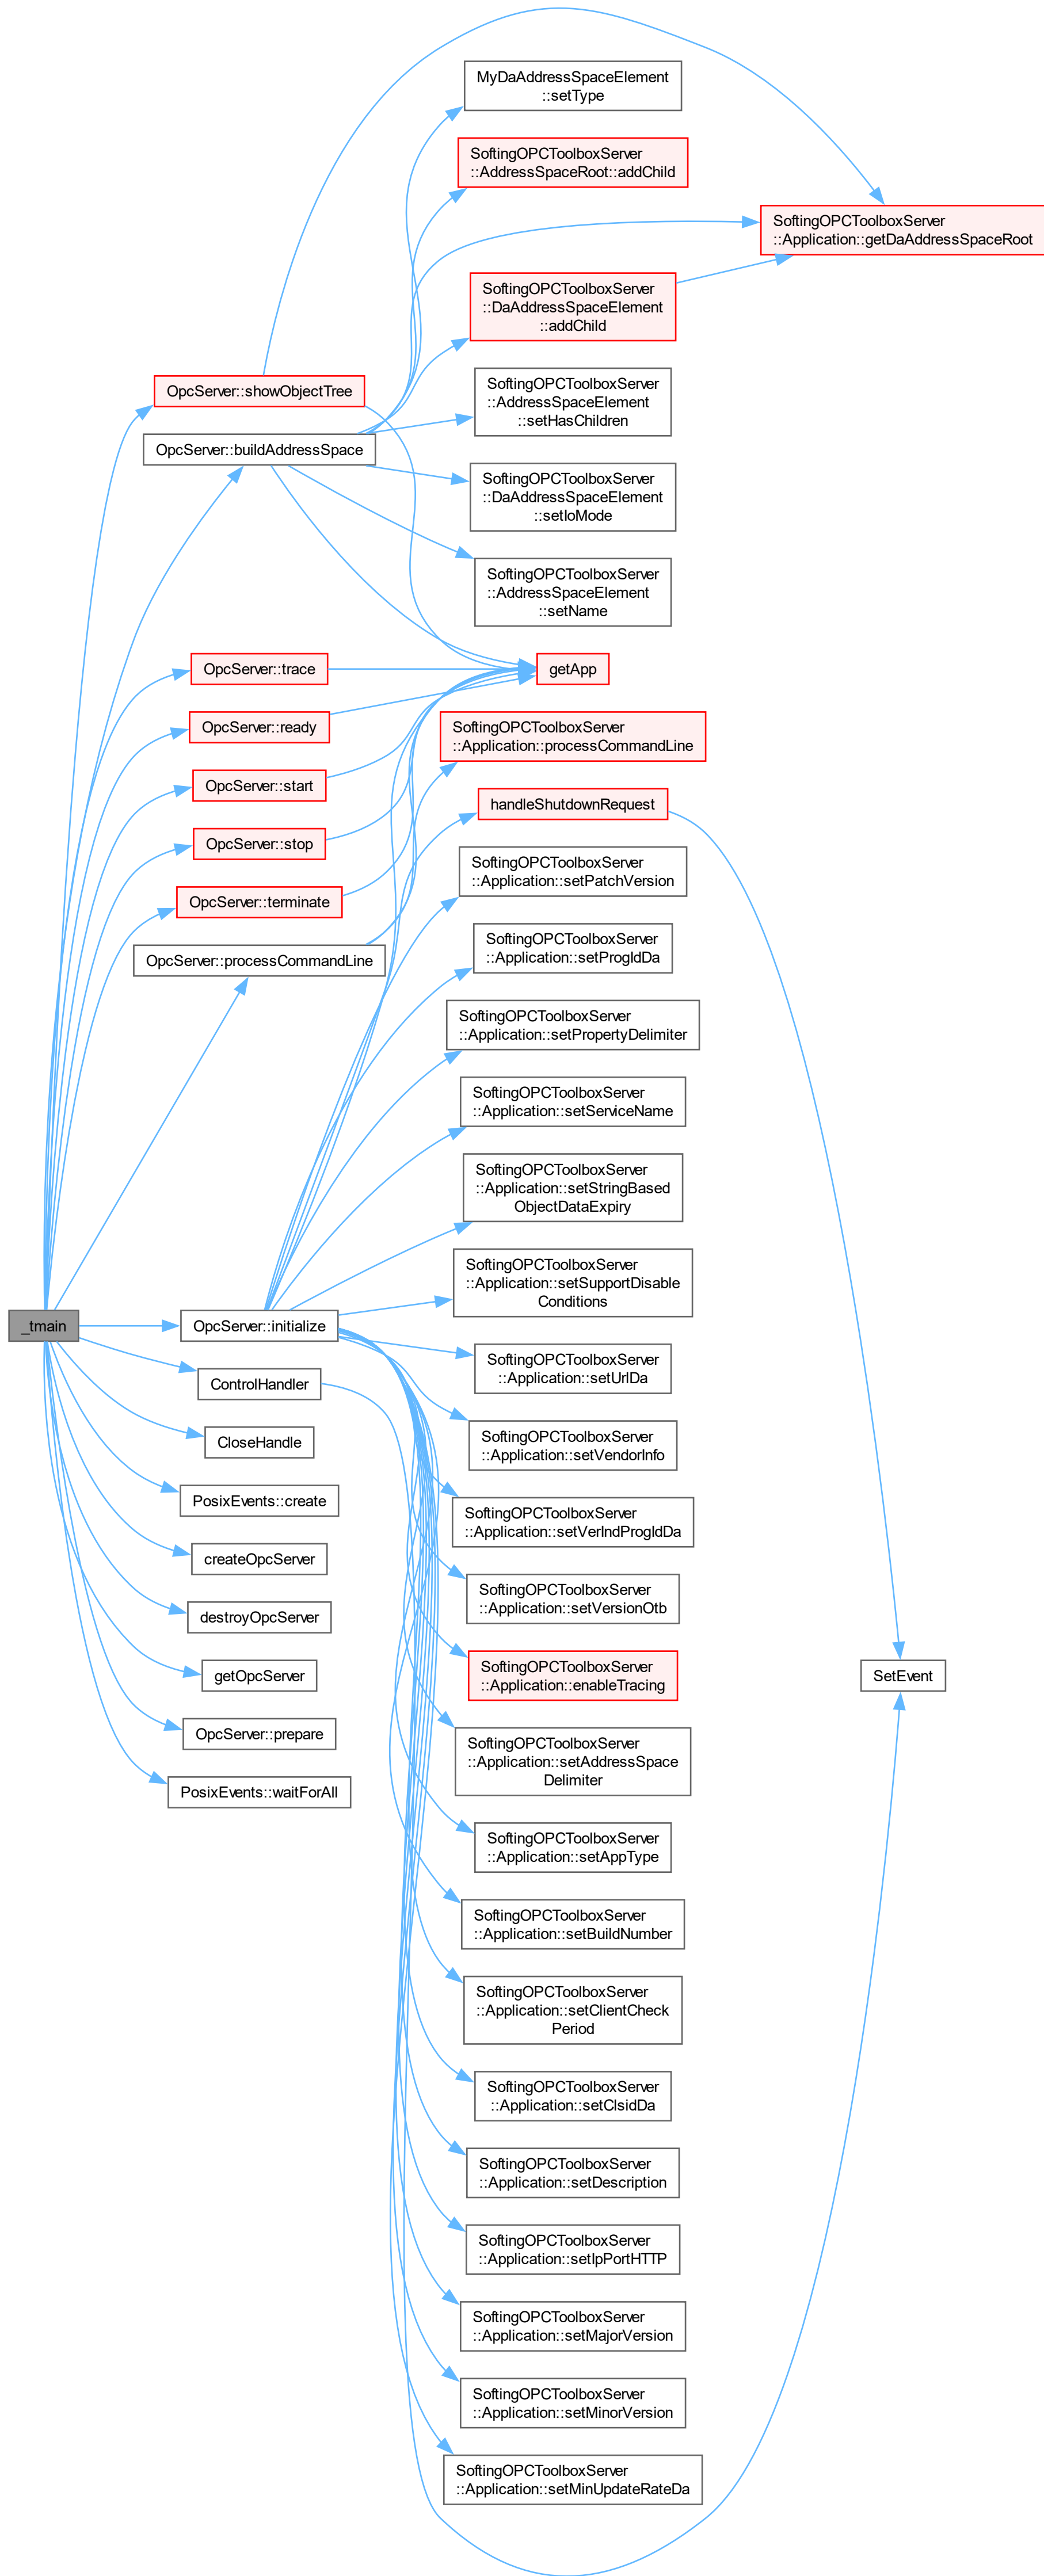 MyDaAddressSpaceElement
::setType
SoftingOPCToolboxServer
::AddressSpaceRoot::addChild
SoftingOPCToolboxServer
::Application::getDaAddressSpaceRoot
SoftingOPCToolboxServer
::DaAddressSpaceElement
::addChild
OpcServer::showObjectTree
SoftingOPCToolboxServer
::AddressSpaceElement
::setHasChildren
OpcServer::buildAddressSpace
SoftingOPCToolboxServer
::DaAddressSpaceElement
::setIoMode
SoftingOPCToolboxServer
::AddressSpaceElement
::setName
OpcServer::trace
getApp
OpcServer::ready
SoftingOPCToolboxServer
::Application::processCommandLine
OpcServer::start
handleShutdownRequest
OpcServer::stop
SoftingOPCToolboxServer
::Application::setPatchVersion
OpcServer::terminate
SoftingOPCToolboxServer
::Application::setProgIdDa
OpcServer::processCommandLine
SoftingOPCToolboxServer
::Application::setPropertyDelimiter
SoftingOPCToolboxServer
::Application::setServiceName
SoftingOPCToolboxServer
::Application::setStringBased
ObjectDataExpiry
SoftingOPCToolboxServer
::Application::setSupportDisable
Conditions
_tmain
OpcServer::initialize
SoftingOPCToolboxServer
::Application::setUrlDa
ControlHandler
CloseHandle
SoftingOPCToolboxServer
::Application::setVendorInfo
PosixEvents::create
SoftingOPCToolboxServer
::Application::setVerIndProgIdDa
createOpcServer
SoftingOPCToolboxServer
::Application::setVersionOtb
destroyOpcServer
getOpcServer
SoftingOPCToolboxServer
::Application::enableTracing
SetEvent
OpcServer::prepare
SoftingOPCToolboxServer
::Application::setAddressSpace
Delimiter
PosixEvents::waitForAll
SoftingOPCToolboxServer
::Application::setAppType
SoftingOPCToolboxServer
::Application::setBuildNumber
SoftingOPCToolboxServer
::Application::setClientCheck
Period
SoftingOPCToolboxServer
::Application::setClsidDa
SoftingOPCToolboxServer
::Application::setDescription
SoftingOPCToolboxServer
::Application::setIpPortHTTP
SoftingOPCToolboxServer
::Application::setMajorVersion
SoftingOPCToolboxServer
::Application::setMinorVersion
SoftingOPCToolboxServer
::Application::setMinUpdateRateDa